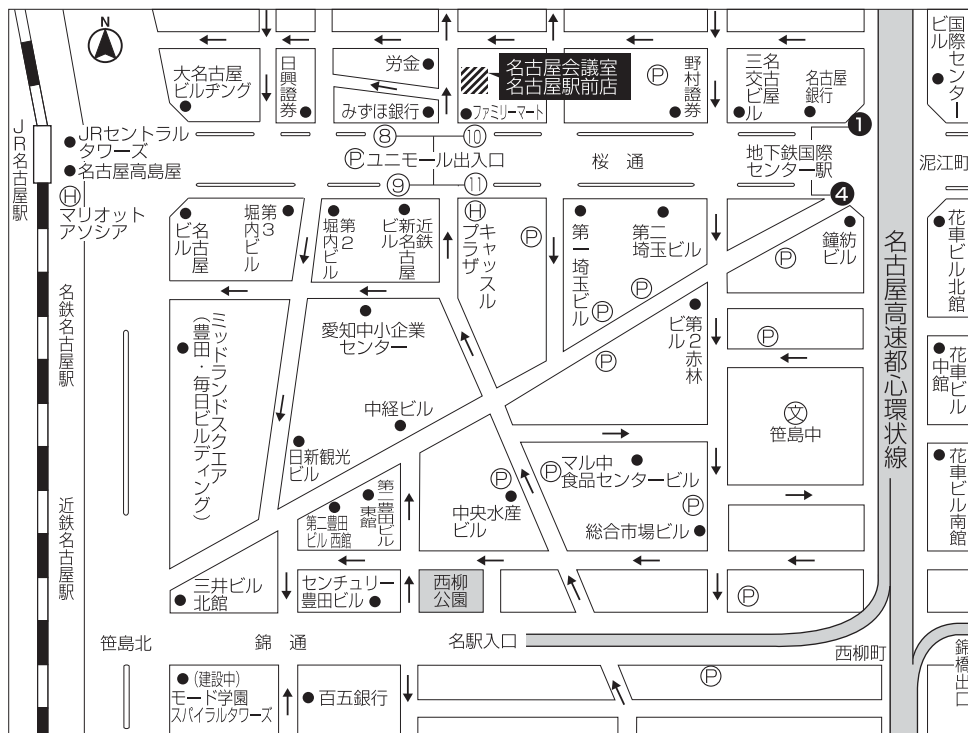 N
大名古屋
ビルヂング
日興證券
労金
みずほ銀行
名古屋会議室
名古屋駅前店
ファミリーマート
P
野村證券
三交ビル
名古屋
名古屋
銀行
国際センター
ビル
JR名古屋駅
JRセントラル
タワーズ
名古屋高島屋
H
マリオット
アソシア
8
10
P
ユニモール出入口
9
11
桜通
地下鉄国際
センター駅
1
4
泥江町
名古屋
ビル
第3
堀内ビル
第2
堀内ビル
近鉄
新名古屋
ビル
H
キャッスル
プラザ
P
第一埼玉ビル
第二
埼玉ビル
P
P
P
鐘紡
ビル
P
花車ビル北館
名古屋高速都心環状線
名鉄名古屋駅
ミッドランドスクエア
(豊田・毎日ビルディング)
愛知中小企業
センター
中経ビル
第2赤林
ビル
P
文
笹島中
花車ビル
中館
日新観光
ビル
第二豊田ビル
東館
第二豊田
ビル 西館
中央水産
ビル
P
P
マル中
食品センタービル
P
総合市場ビル
花車ビル南館
近鉄名古屋駅
三井ビル
北館
センチュリー
豊田ビル
西柳
公園
P
笹島北
錦通
名駅入口
西柳町
錦橋出口
(建設中)
モード学園
スパイラルタワーズ
百五銀行
P